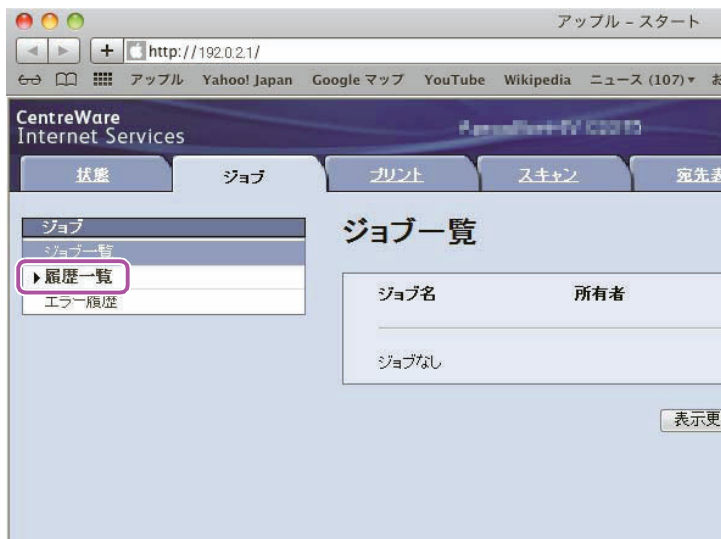 アップル – スタート
http://192.0.2.1/
アップル Yahoo! Japan Google マップ YouTube Wikipedia ニュース (107)▾ お
CentreWare
Internet Services
状態 ジョブ プリント スキャン 宛先表
ジョブ
ジョブ一覧
履歴一覧
エラー履歴
ジョブ一覧
ジョブ名 所有者
ジョブなし
表示更